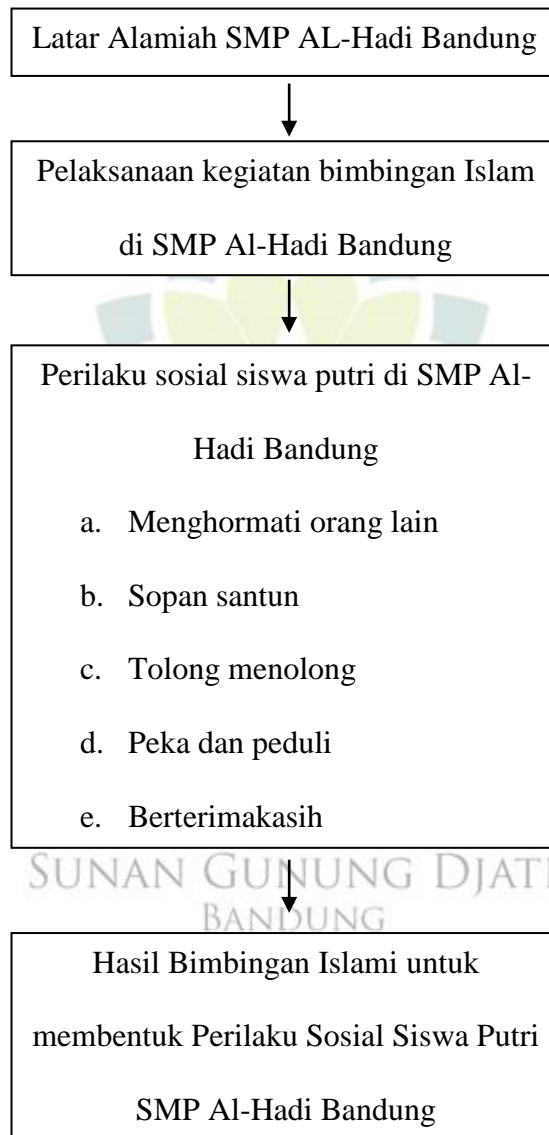 Latar Alamiah SMP AL-Hadi Bandung
Pelaksanaan kegiatan bimbingan Islam
di SMP Al-Hadi Bandung
Perilaku sosial siswa putri di SMP Al-
Hadi Bandung
a. Menghormati orang lain
b. Sopan santun
c. Tolong menolong
d. Peka dan peduli
e. Berterimakasih
SUNAN GUNUNG DJATI
BANDUNG
Hasil Bimbingan Islami untuk
membentuk Perilaku Sosial Siswa Putri
SMP Al-Hadi Bandung